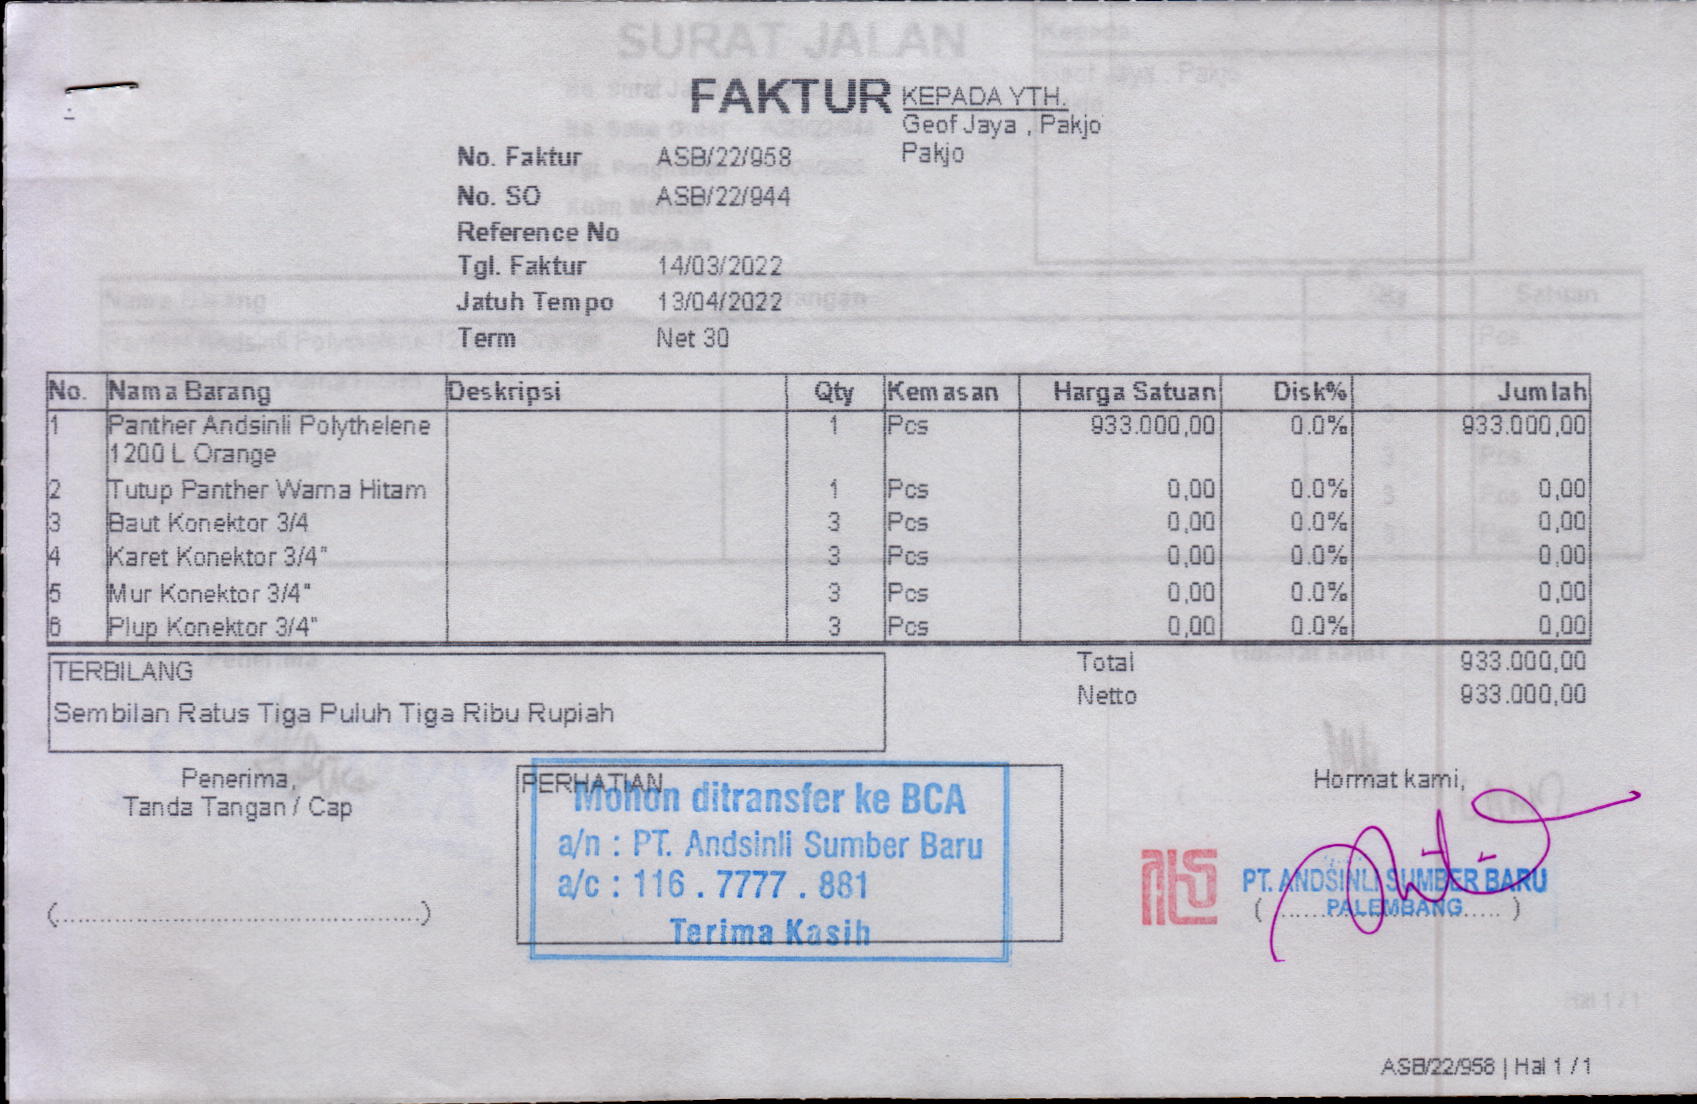 SURAT JALAN
FAKTUR
KEPADA YTH.
Geof Jaya , Pakjo
Pakjo
No. Faktur ASB/22/958
No. SO ASB/22/944
Reference No
Tgl. Faktur 14/03/2022
Jatuh Tempo 13/04/2022
Term Net 30
No. Nama Barang Deskripsi Qty Kemasan Harga Satuan Disk% Jumlah
1 Panther Andsinli Polythelene 1 Pcs 933.000,00 0.0% 933.000,00
1200 L Orange
2 Tutup Panther Warna Hitam 1 Pcs 0,00 0.0% 0,00
3 Baut Konektor 3/4 3 Pcs 0,00 0.0% 0,00
4 Karet Konektor 3/4" 3 Pcs 0,00 0.0% 0,00
5 Mur Konektor 3/4" 3 Pcs 0,00 0.0% 0,00
6 Plup Konektor 3/4" 3 Pcs 0,00 0.0% 0,00
Total 933.000,00
Netto 933.000,00
TERBILANG
Sembilan Ratus Tiga Puluh Tiga Ribu Rupiah
Penerima,
Tanda Tangan / Cap
(........................................)
PERHATIAN
Mohon ditransfer ke BCA
a/n : PT. Andsinli Sumber Baru
a/c : 116 . 7777 . 881
Terima Kasih
Hormat kami,
PT. ANDSINLI SUMBER BARU
PALEMBANG
ASB/22/958 | Hal 1 / 1